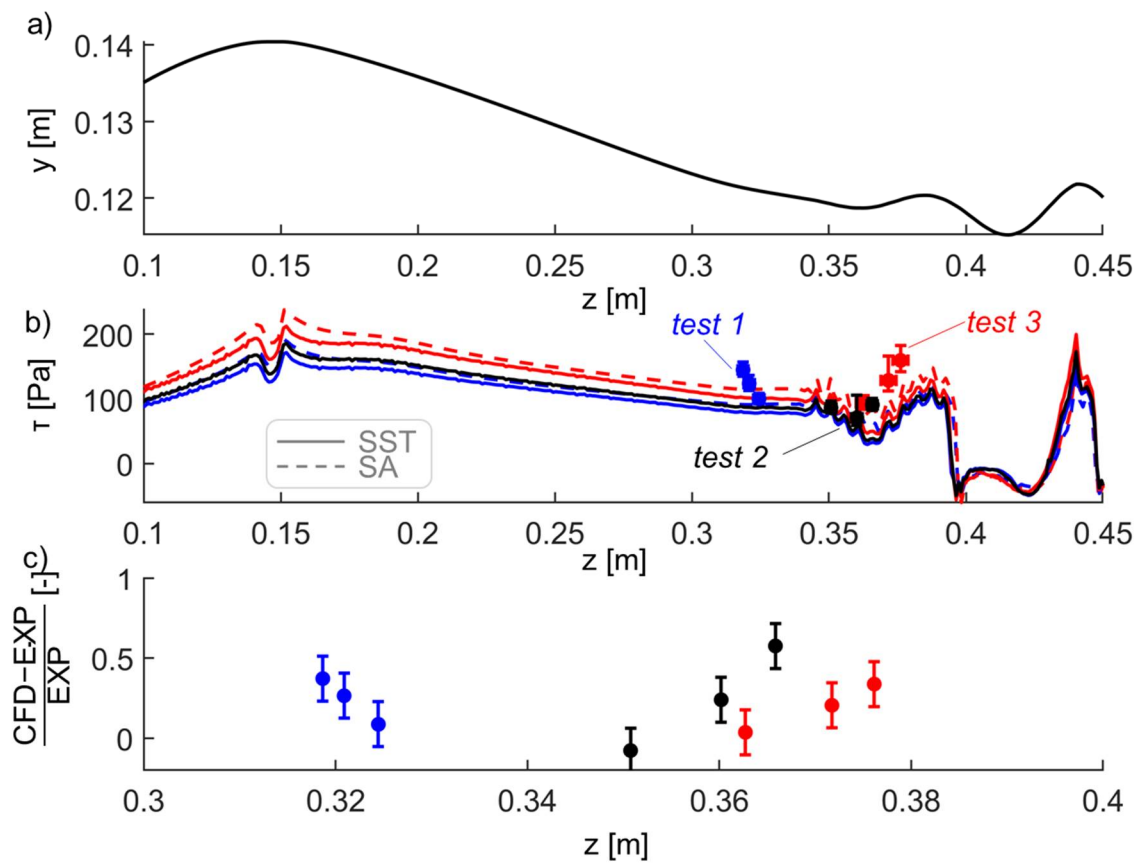 a)
0.14
0.13
0.12
y [m]
0.1 0.15 0.2 0.25 0.3 0.35 0.4 0.45
z [m]
b)
200
100
0
τ [Pa]
test 1
test 3
test 2
SST
SA
0.1 0.15 0.2 0.25 0.3 0.35 0.4 0.45
z [m]
c)
1
0.5
0
CFD−EXP
EXP
[-]
0.3 0.32 0.34 0.36 0.38 0.4
z [m]